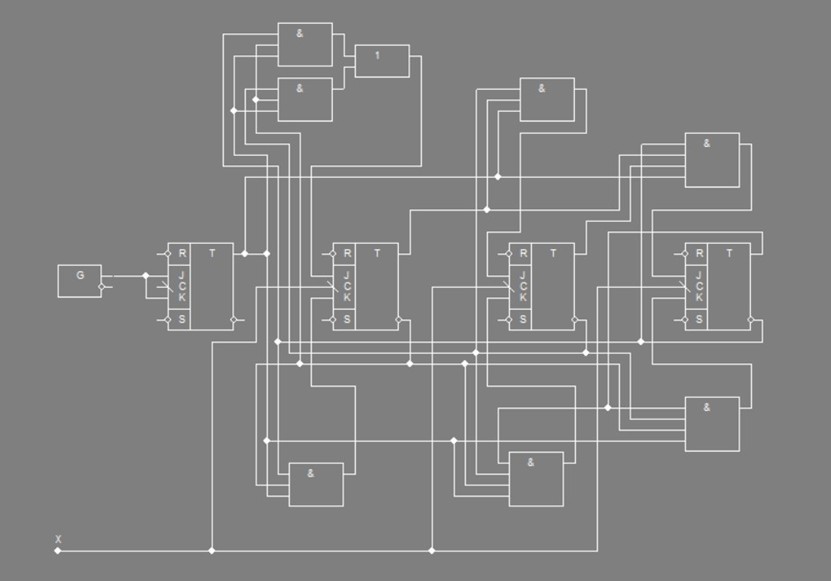 &
1
& &
&
R T R T R T R T
G J J J J
C C C C
K K K K
S S S S
&
& &
X